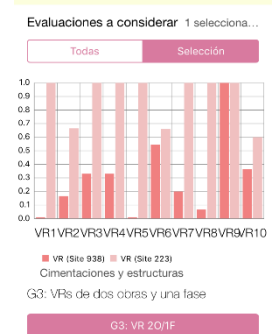 Evaluaciones a considerar 1 selecciona...
Todas Selección
1.0
0.9
0.8
0.7
0.6
0.5
0.4
0.3
0.2
0.1
0.0
VR1 VR2 VR3 VR4 VR5 VR6 VR7 VR8 VR9 VR10
VR (Site 938) VR (Site 223)
Cimentaciones y estructuras
G3: VRs de dos obras y una fase
G3: VR 2O/1F